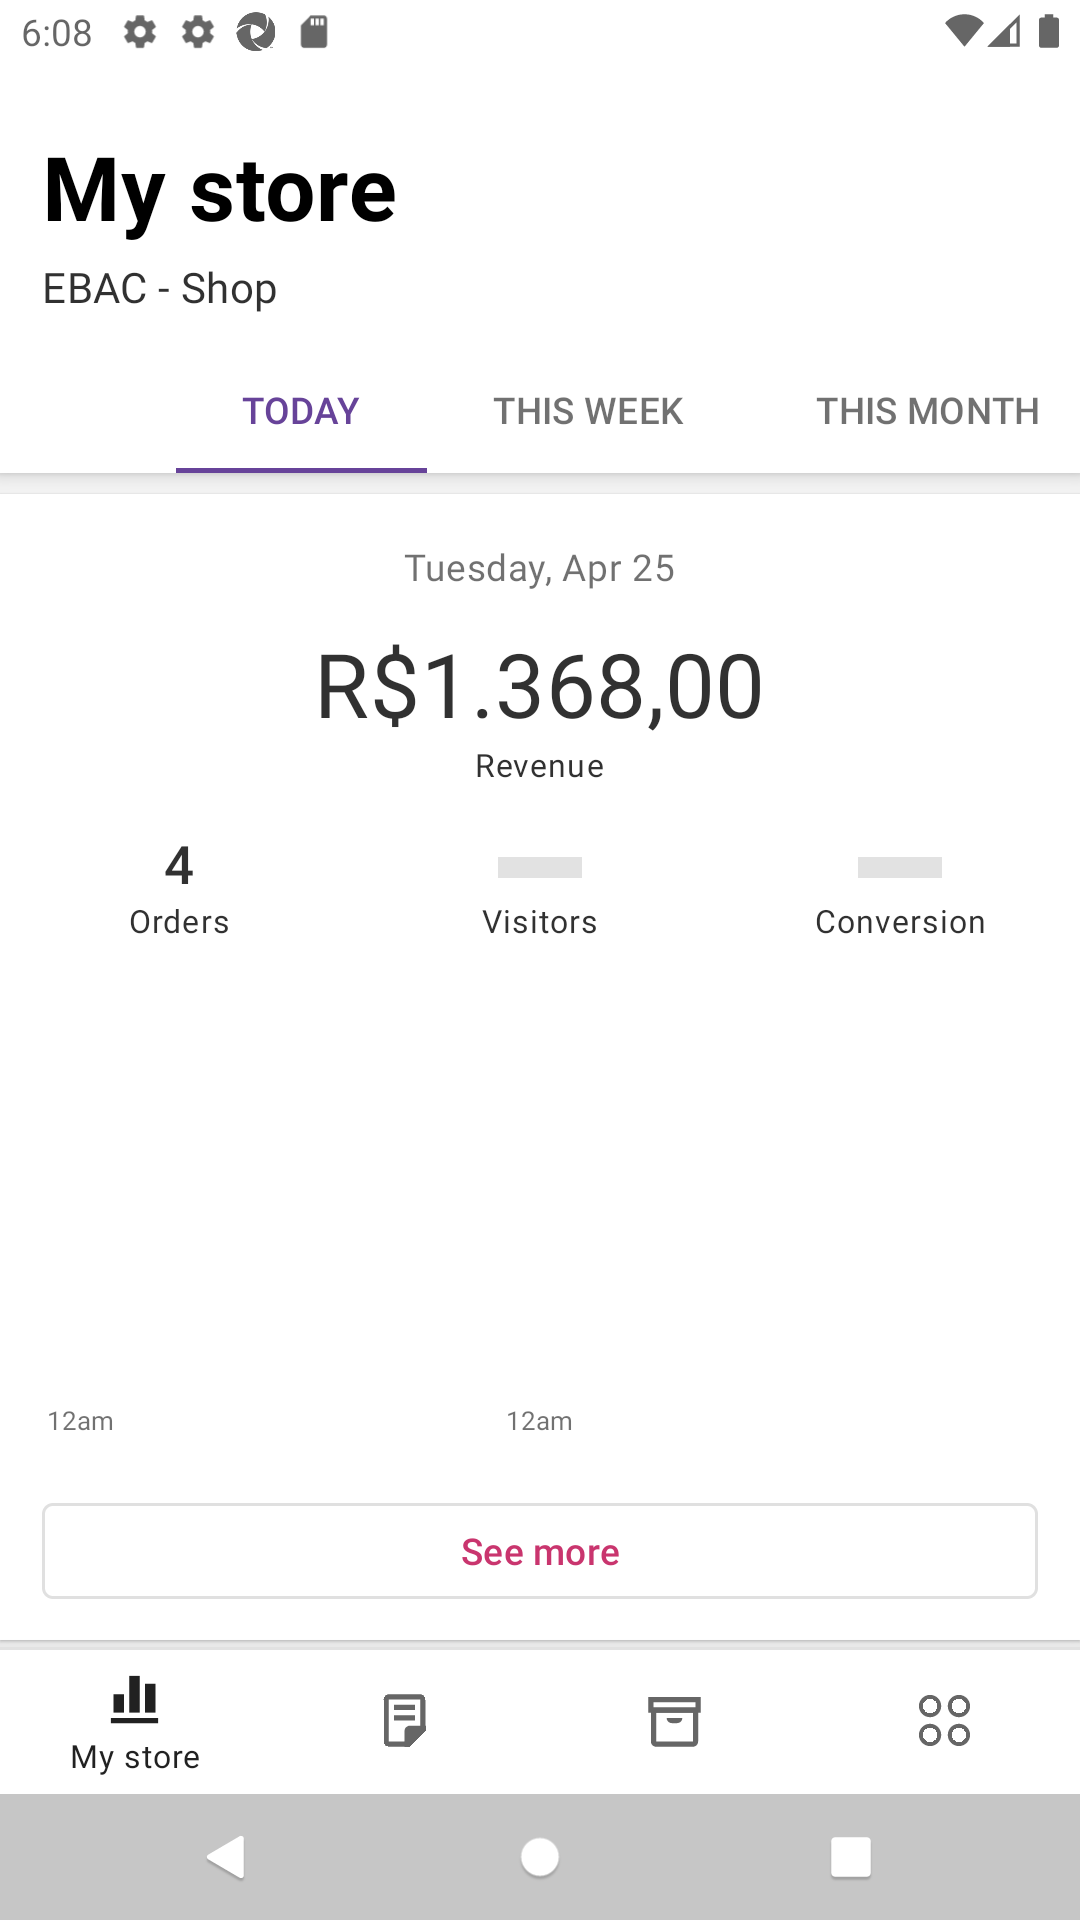 6:08
My store
EBAC - Shop
TODAY THIS WEEK THIS MONTH
Tuesday, Apr 25
R$1.368,00
Revenue
4
Orders Visitors Conversion
12am 12am
See more
My store